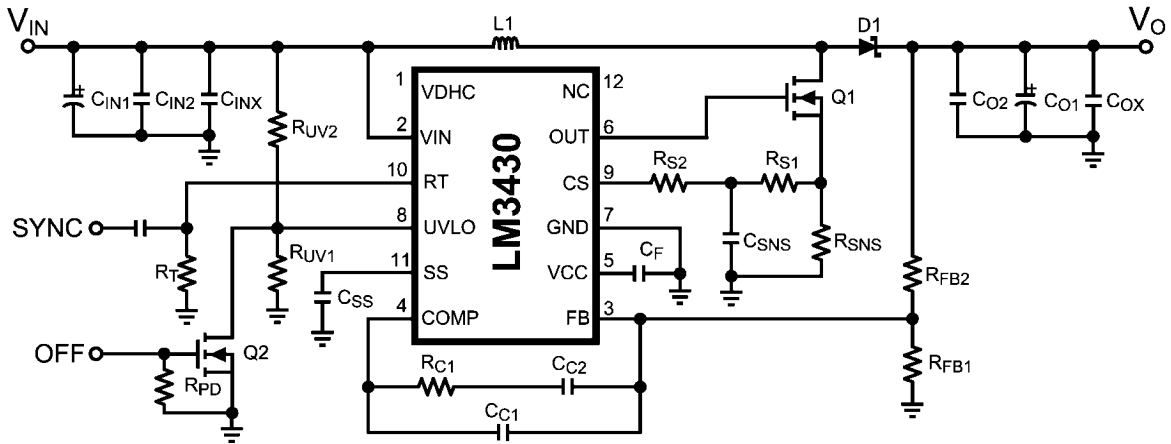 VIN
L1
D1
VO
CIN1
+
CIN2
CINX
RUV2
1
VDHC
NC
12
2
VIN
OUT
6
Q1
CO2
+
CO1
COX
10
RT
CS
9
RS2
RS1
SYNC
8
UVLO
GND
7
LM3430
CSNS
RSNS
RT
RUV1
11
SS
VCC
5
CF
CSS
RFB2
4
COMP
FB
3
OFF
Q2
RPD
RC1
CC2
RFB1
CC1